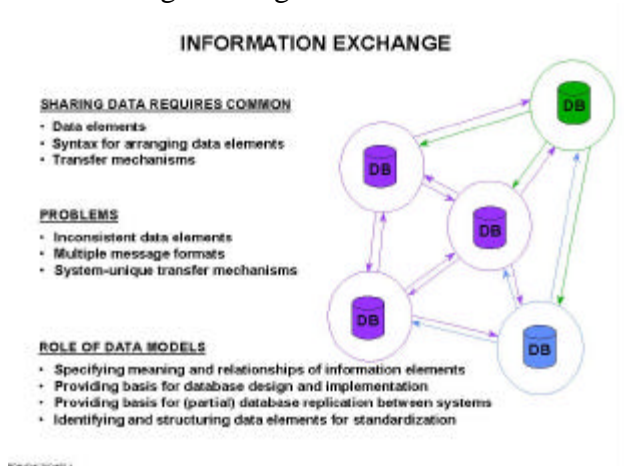 INFORMATION EXCHANGE
SHARING DATA REQUIRES COMMON
• Data elements
• Syntax for arranging data elements
• Transfer mechanisms
PROBLEMS
• Inconsistent data elements
• Multiple message formats
• System-unique transfer mechanisms
ROLE OF DATA MODELS
• Specifying meaning and relationships of information elements
• Providing basis for database design and implementation
• Providing basis for (partial) database replication between systems
• Identifying and structuring data elements for standardization
DB
DB
DB
DB
DB